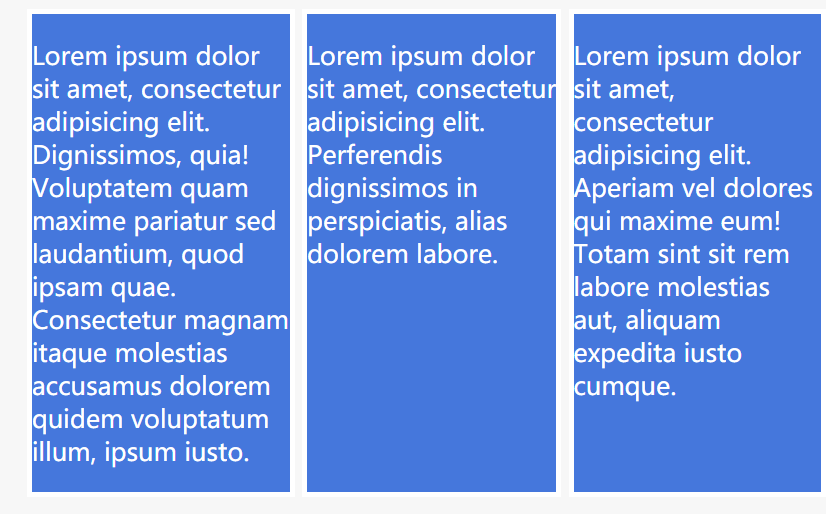 Lorem ipsum dolor
sit amet, consectetur
adipisicing elit.
Dignissimos, quia!
Voluptatem quam
maxime pariatur sed
laudantium, quod
ipsam quae.
Consectetur magnam
itaque molestias
accusamus dolorem
quidem voluptatum
illum, ipsum iusto.
Lorem ipsum dolor
sit amet, consectetur
adipisicing elit.
Perferendis
dignissimos in
perspiciatis, alias
dolorem labore.
Lorem ipsum dolor
sit amet,
consectetur
adipisicing elit.
Aperiam vel dolores
qui maxime eum!
Totam sint sit rem
labore molestias
aut, aliquam
expedita iusto
cumque.